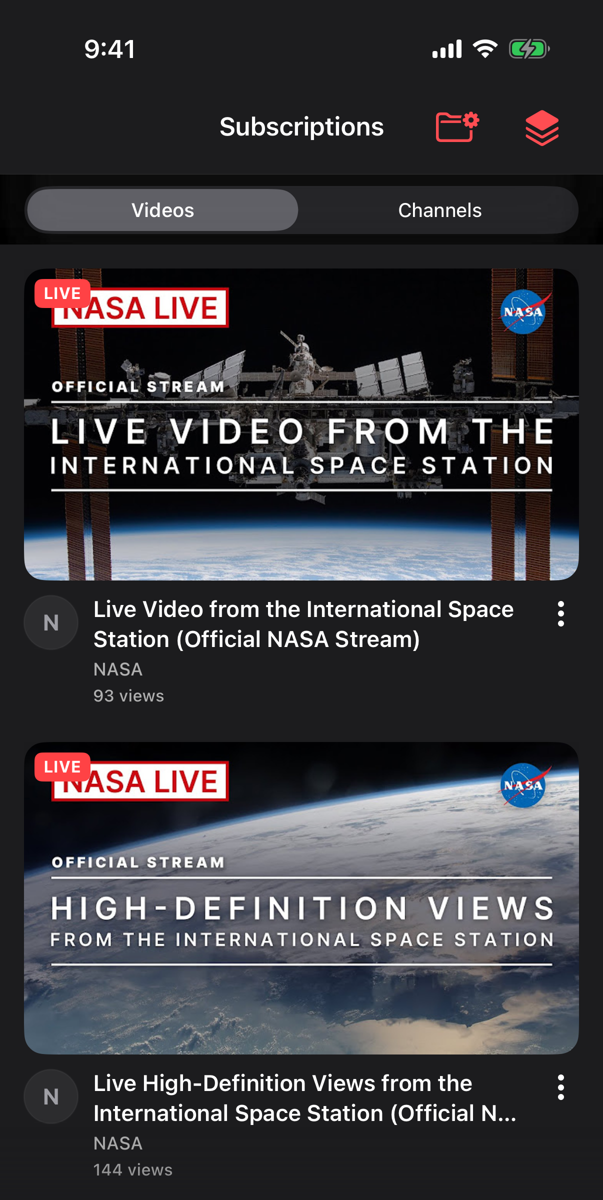 9:41
Subscriptions
Videos
Channels
LIVE
NASA LIVE
NASA
OFFICIAL STREAM
LIVE VIDEO FROM THE
INTERNATIONAL SPACE STATION
N
Live Video from the International Space
Station (Official NASA Stream)
NASA
93 views
LIVE
NASA LIVE
NASA
OFFICIAL STREAM
HIGH-DEFINITION VIEWS
FROM THE INTERNATIONAL SPACE STATION
N
Live High-Definition Views from the
International Space Station (Official N...
NASA
144 views